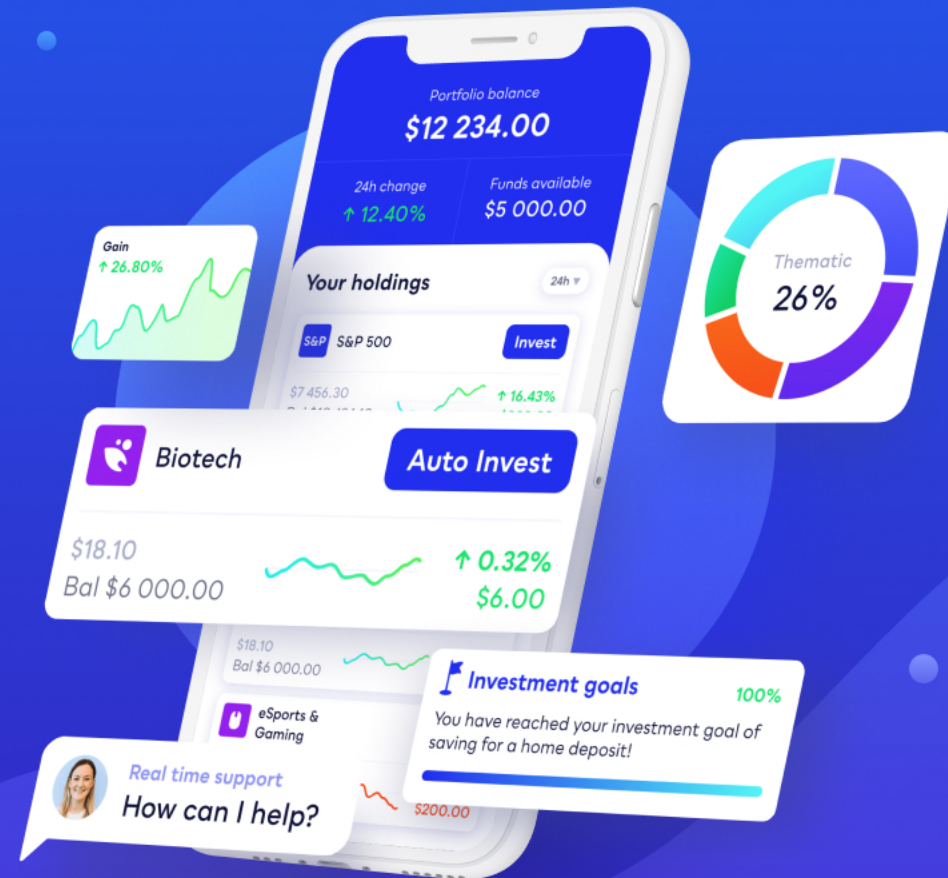 Portfolio balance
$12 234.00
24h change
↑ 12.40%
Funds available
$5 000.00
Gain
↑ 26.80%
Thematic
26%
Your holdings
24h ▼
S&P
S&P 500
Invest
$7 456.30
↑ 16.43%
Biotech
Auto Invest
$18.10
↑ 0.32%
Bal $6 000.00
$6.00
$18.10
Bal $6 000.00
Investment goals
100%
You have reached your investment goal of
saving for a home deposit!
eSports &
Gaming
$200.00
Real time support
How can I help?